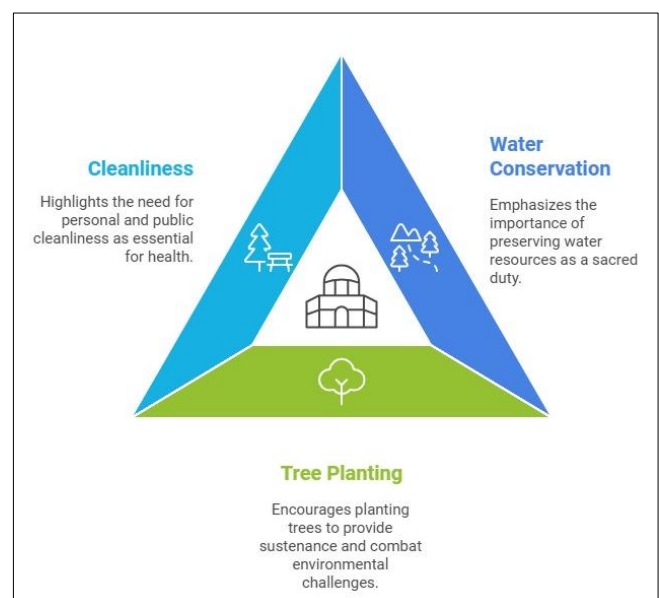 Cleanliness
Highlights the need for
personal and public
cleanliness as essential
for health.
Water
Conservation
Emphasizes the
importance of
preserving water
resources as a sacred
duty.
Tree Planting
Encourages planting
trees to provide
sustenance and combat
environmental
challenges.